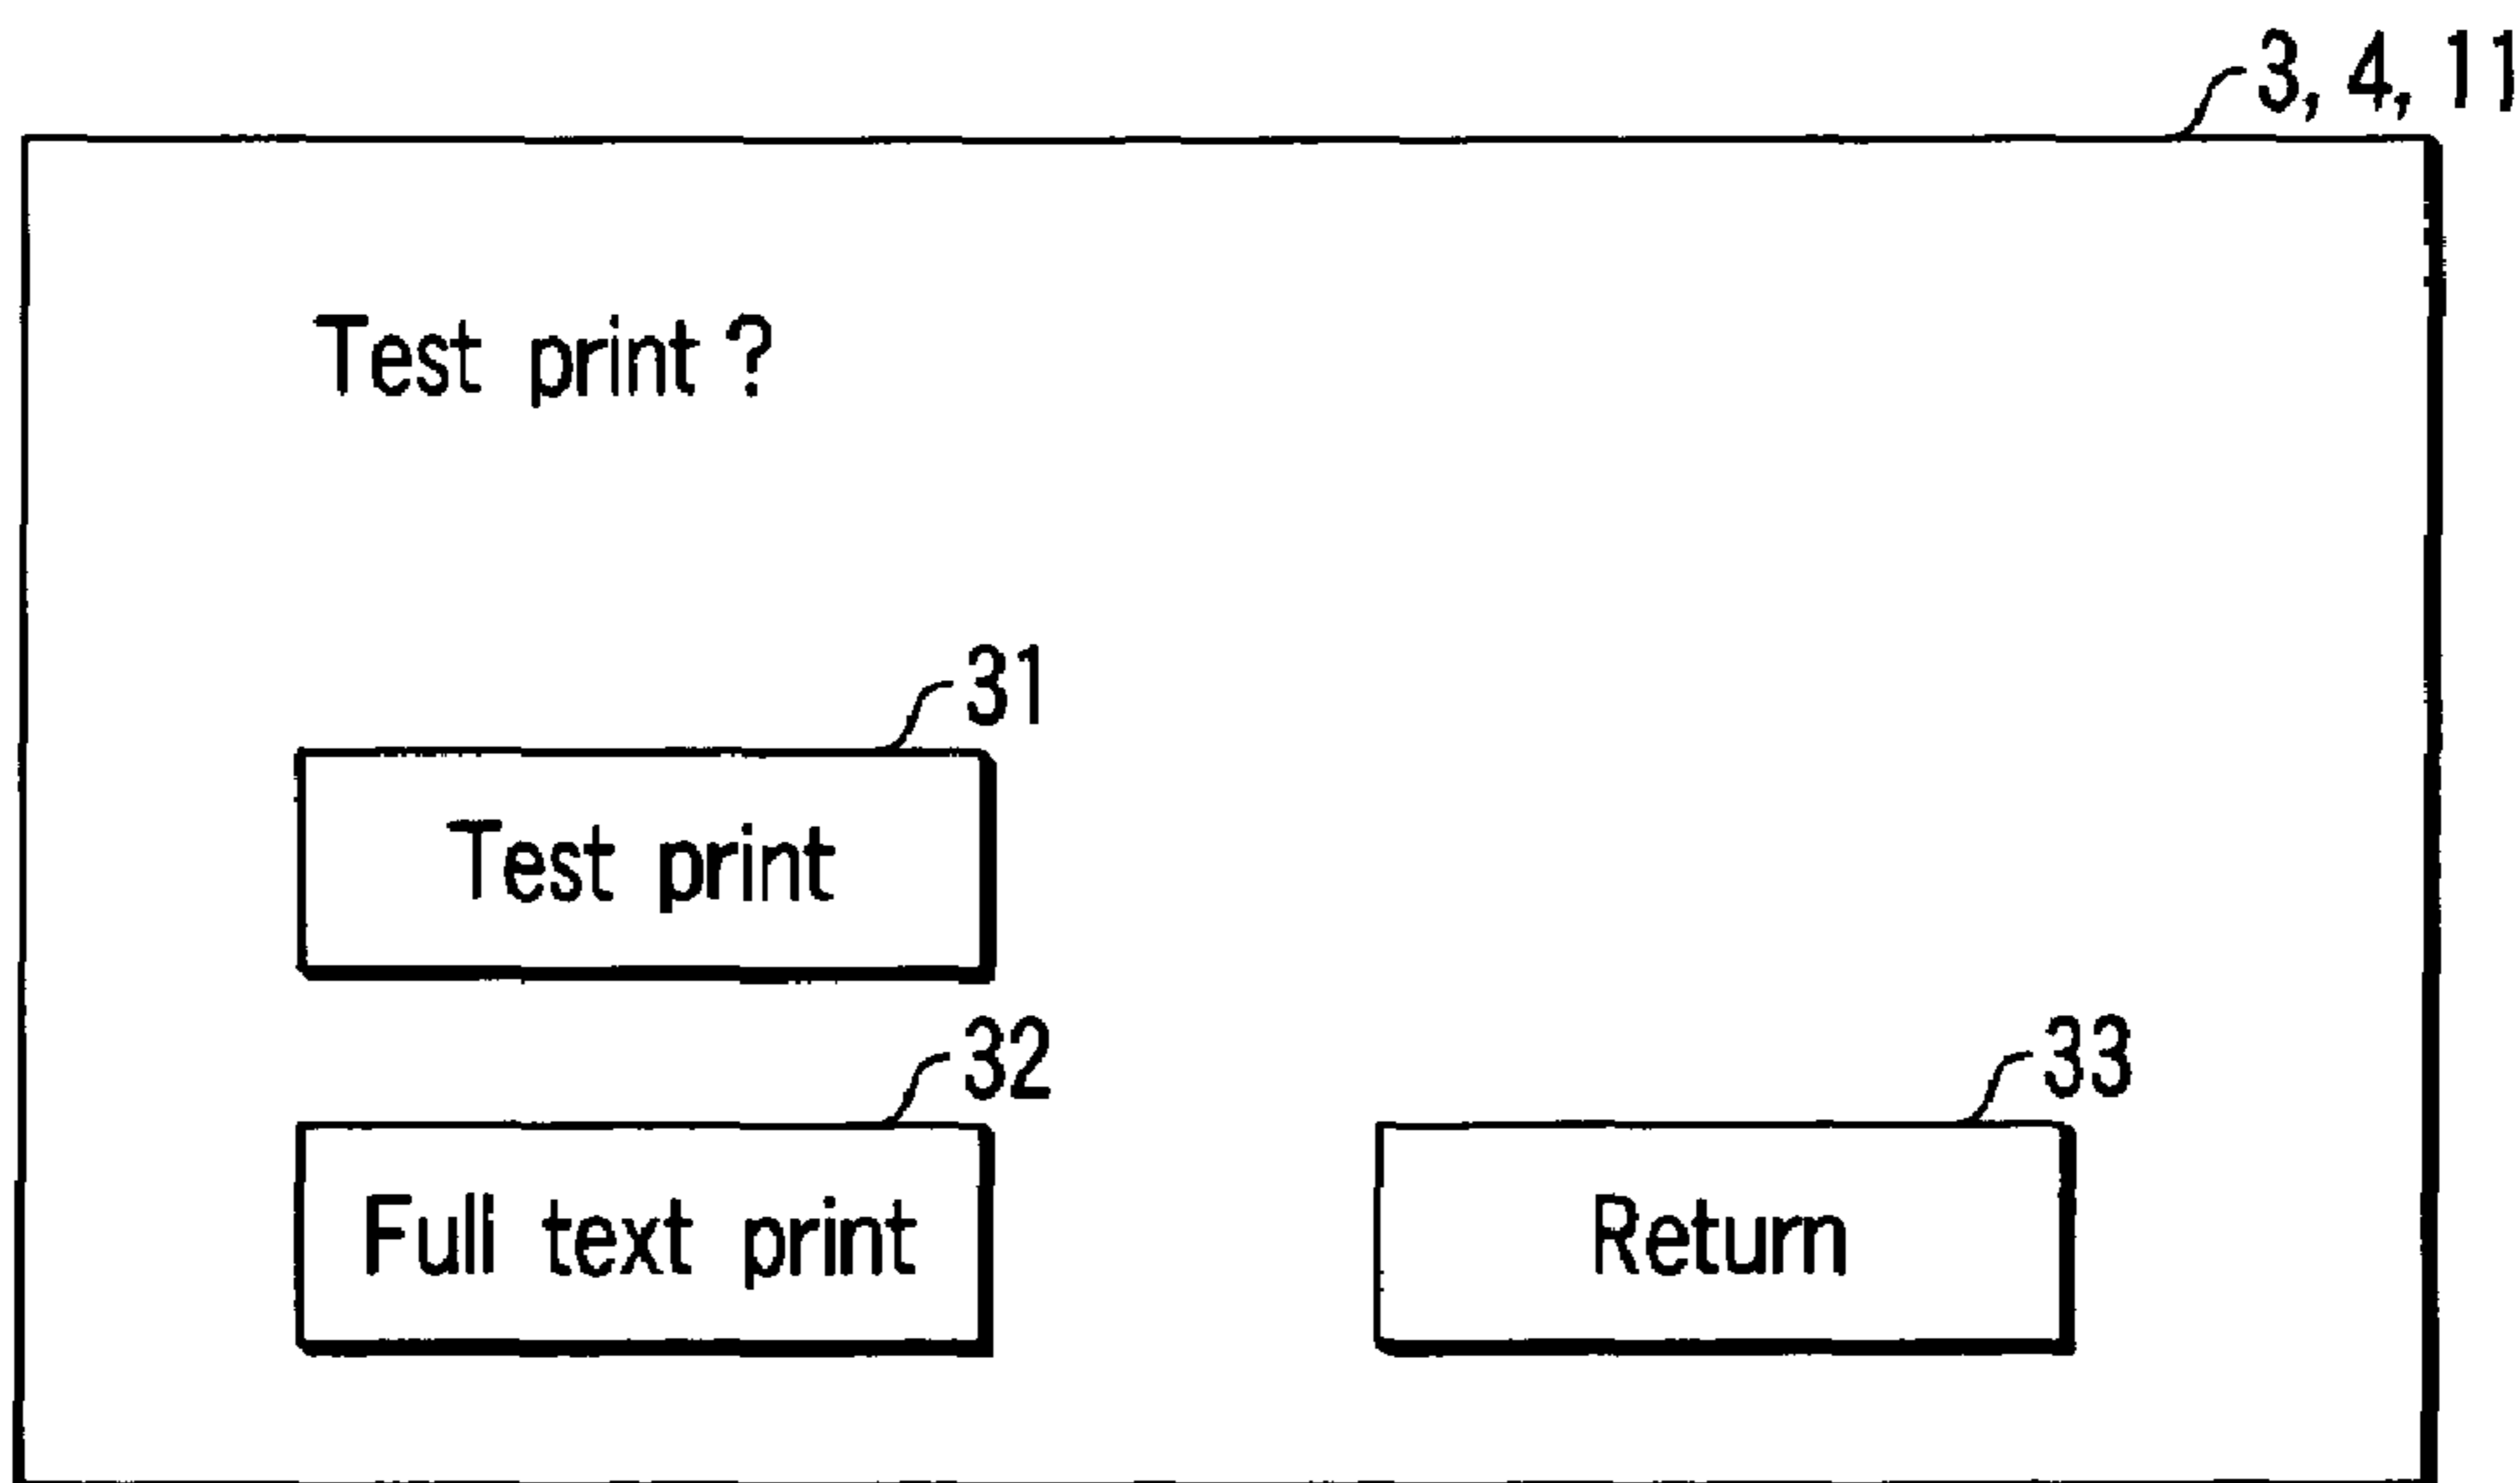 3, 4, 11
Test print ?
31
Test print
32
33
Full text print
Return